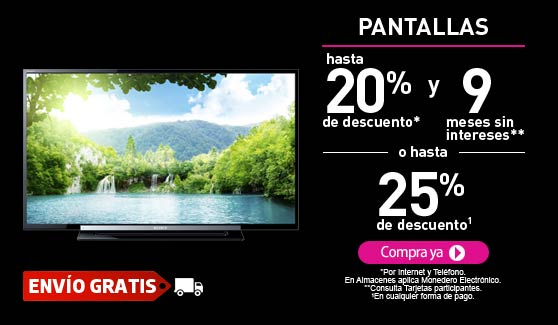 PANTALLAS
hasta
20% y 9
de descuento*
meses sin
intereses**
o hasta
25%
de descuento¹
Compra ya
ENVÍO GRATIS
*Por Internet y Teléfono.
En Almacenes aplica Monedero Electrónico.
**Consulta Tarjetas participantes.
¹En cualquier forma de pago.
SONY